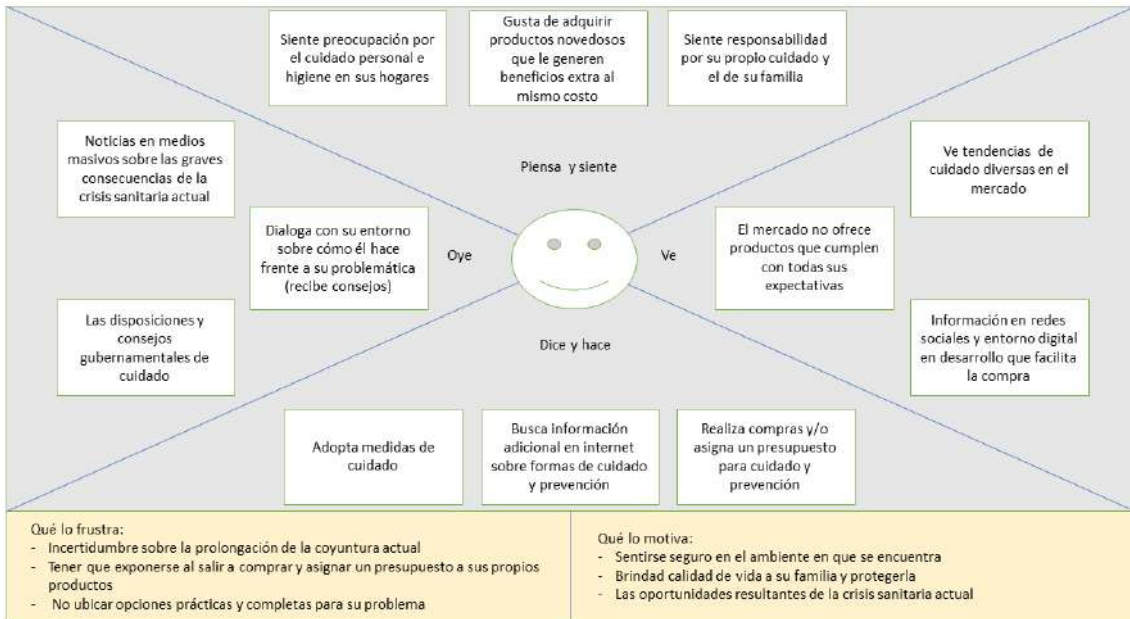 Siente preocupación por
el cuidado personal e
higiene en sus hogares
Gusta de adquirir
productos novedosos
que le generen
beneficios extra al
mismo costo
Siente responsabilidad
por su propio cuidado y
el de su familia
Noticias en medios
masivos sobre las graves
consecuencias de la
crisis sanitaria actual
Piensa y siente
Ve tendencias de
cuidado diversas en el
mercado
Dialoga con su entorno
sobre cómo él hace
frente a su problemática
(recibe consejos)
Oye
Ve
El mercado no ofrece
productos que cumplen
con todas sus
expectativas
Las disposiciones y
consejos
gubernamentales de
cuidado
Dice y hace
Información en redes
sociales y entorno digital
en desarrollo que facilita
la compra
Adopta medidas de
cuidado
Busca información
adicional en internet
sobre formas de cuidado
y prevención
Realiza compras y/o
asigna un presupuesto
para cuidado y
prevención
Qué lo frustra:
- Incertidumbre sobre la prolongación de la coyuntura actual
- Tener que exponerse al salir a comprar y asignar un presupuesto a sus propios
productos
- No ubicar opciones prácticas y completas para su problema
Qué lo motiva:
- Sentirse seguro en el ambiente en que se encuentra
- Brindad calidad de vida a su familia y protegerla
- Las oportunidades resultantes de la crisis sanitaria actual